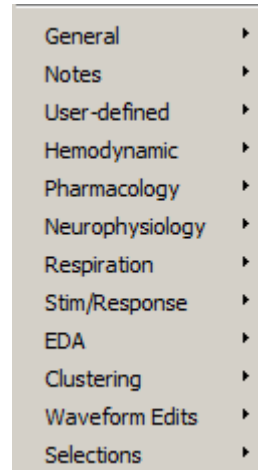 General
Notes
User-defined
Hemodynamic
Pharmacology
Neurophysiology
Respiration
Stim/Response
EDA
Clustering
Waveform Edits
Selections